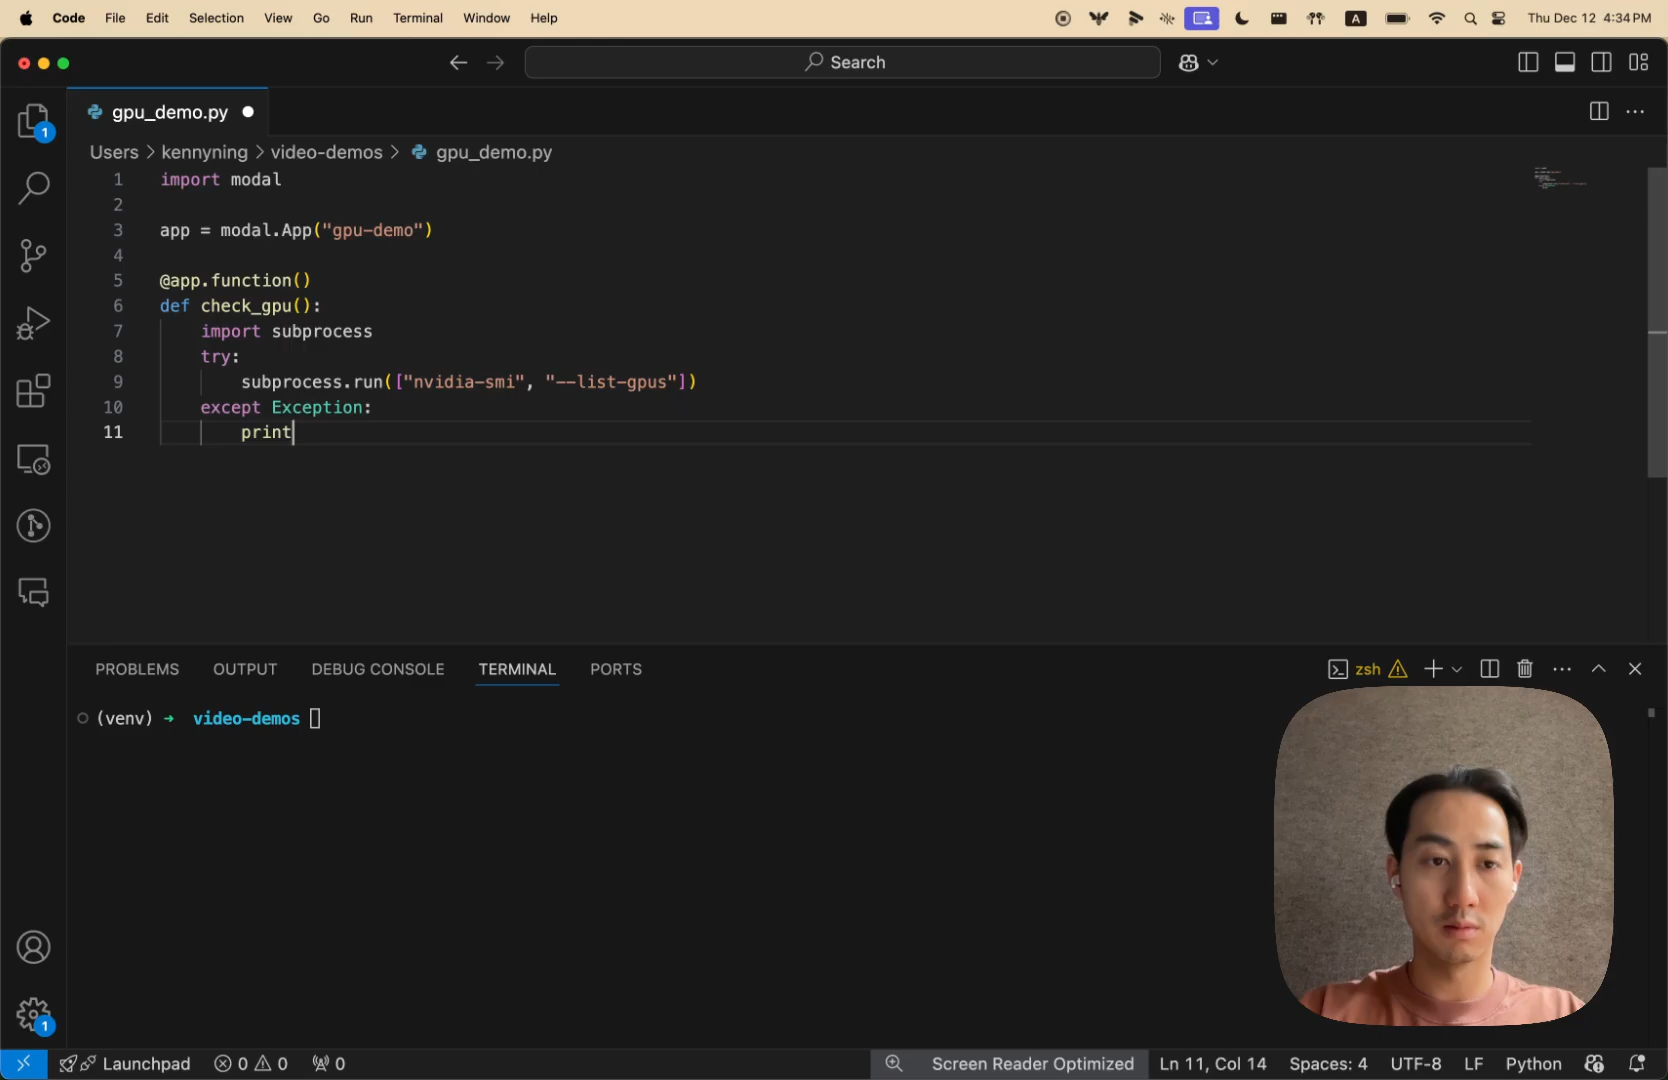 Code File Edit Selection View Go Run Terminal Window Help A Thu Dec 12 4:34 PM
Search
gpu_demo.py
1
Users > kennyning > video-demos > gpu_demo.py
1 import modal
2
3 app = modal.App("gpu-demo")
4
5 @app.function()
6 def check_gpu():
7 import subprocess
8 try:
9 subprocess.run(["nvidia-smi", "--list-gpus"])
10 except Exception:
11 print
PROBLEMS OUTPUT DEBUG CONSOLE TERMINAL PORTS zsh
(venv) → video-demos
1
Launchpad 0 0 0 Screen Reader Optimized Ln 11, Col 14 Spaces: 4 UTF-8 LF Python